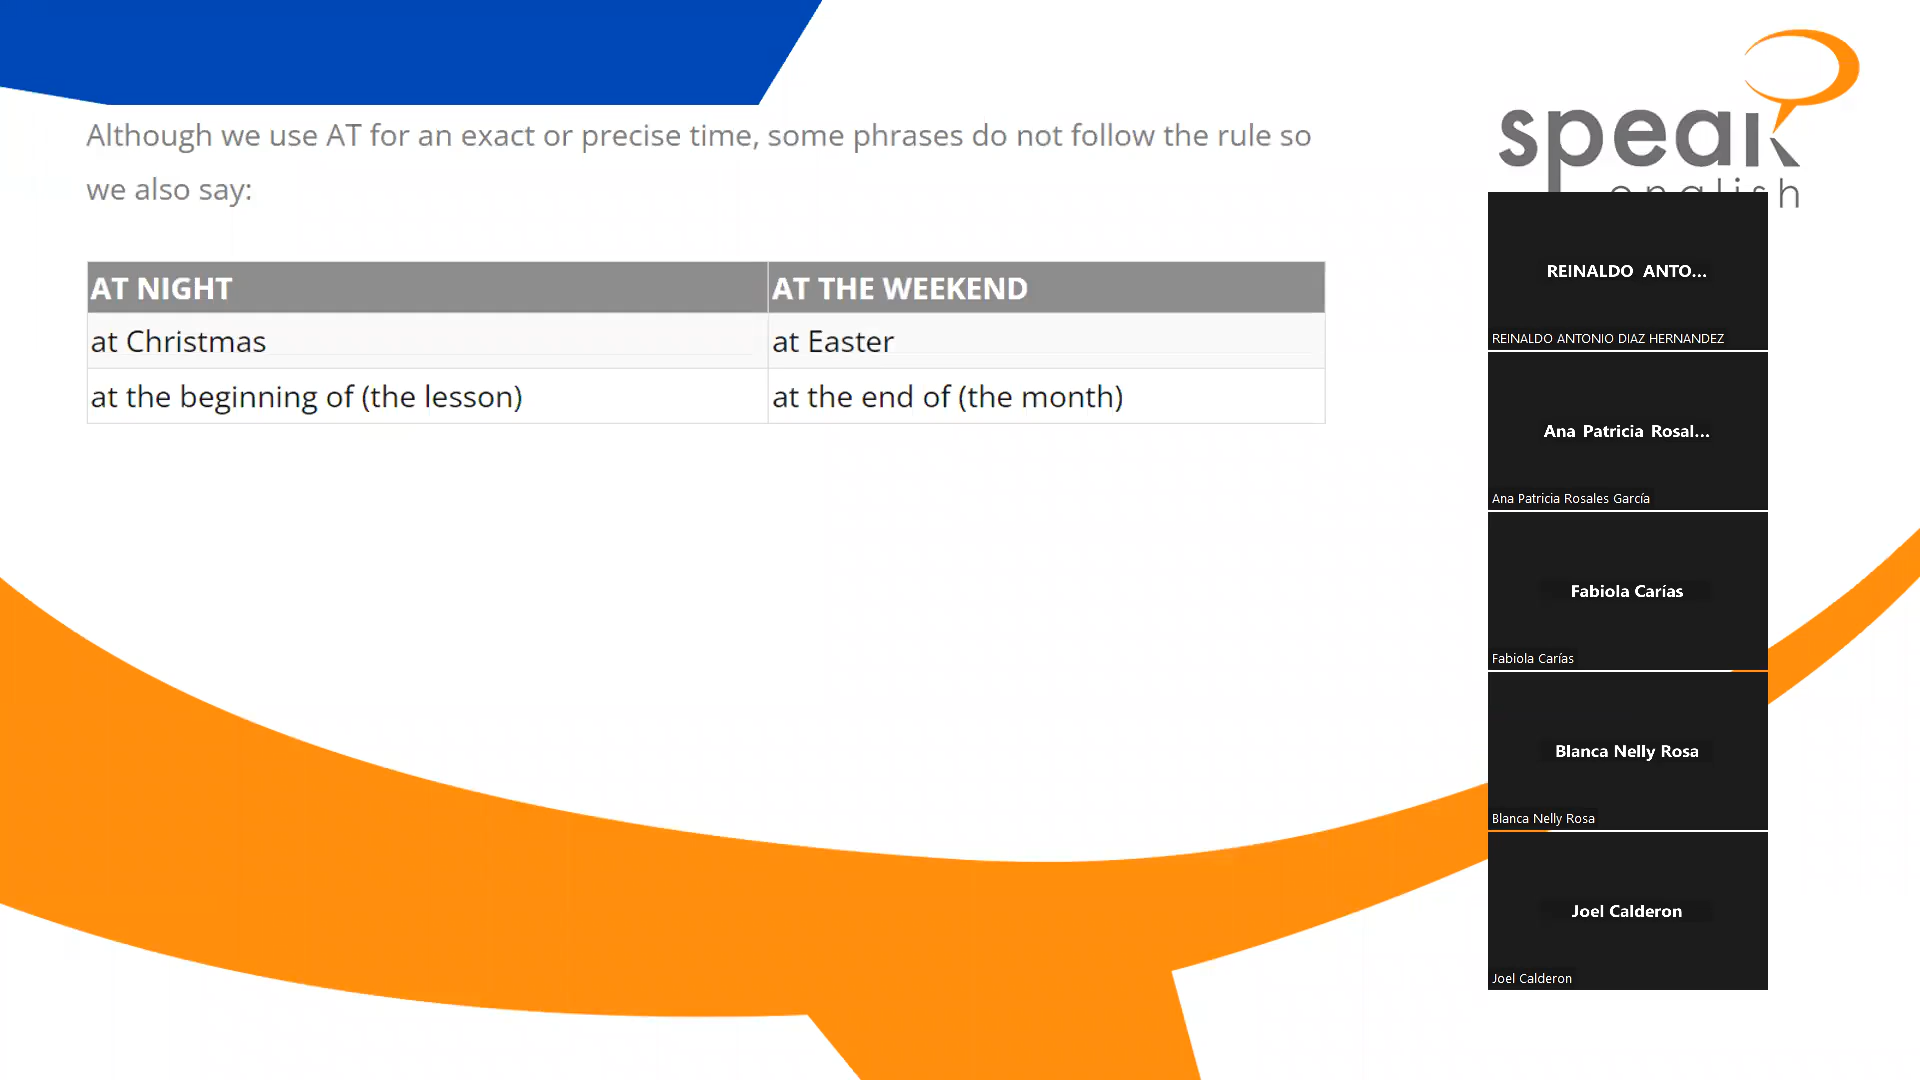 Although we use AT for an exact or precise time, some phrases do not follow the rule so
we also say:
AT NIGHT AT THE WEEKEND
at Christmas at Easter
at the beginning of (the lesson) at the end of (the month)
speak
english
REINALDO ANTO...
REINALDO ANTONIO DIAZ HERNANDEZ
Ana Patricia Rosal...
Ana Patricia Rosales García
Fabiola Carías
Fabiola Carías
Blanca Nelly Rosa
Blanca Nelly Rosa
Joel Calderon
Joel Calderon